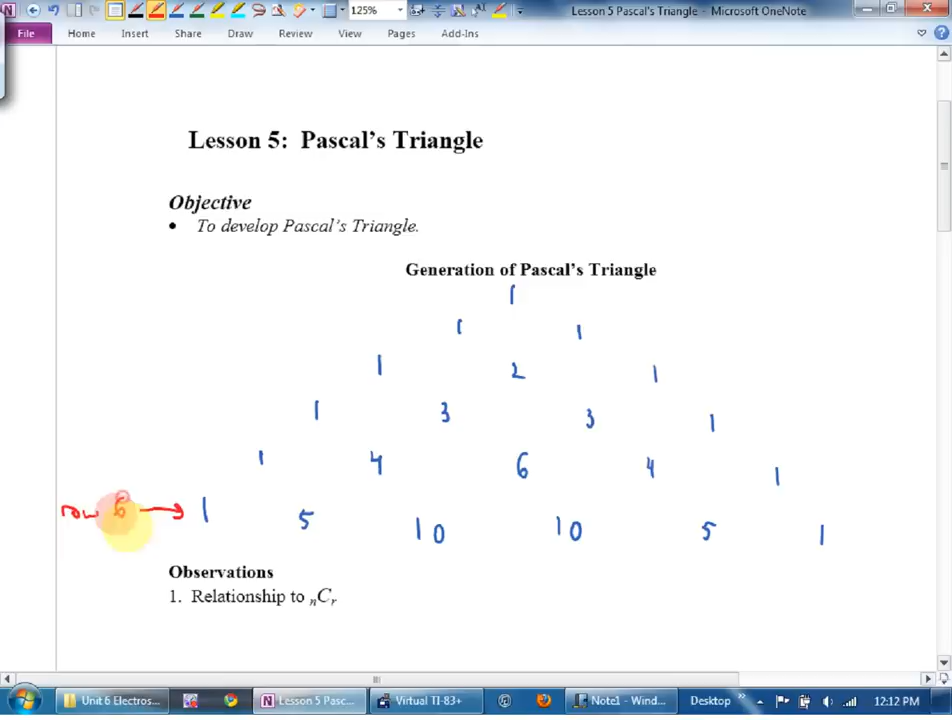 125%
Lesson 5 Pascal's Triangle - Microsoft OneNote
File Home Insert Share Draw Review View Pages Add-Ins
Lesson 5: Pascal's Triangle
Objective
• To develop Pascal's Triangle.
Generation of Pascal's Triangle
1
1 1
1 2 1
1 3 3 1
1 4 6 4 1
row 6 → 1 5 10 10 5 1
Observations
1. Relationship to nCr
Unit 6 Electros... Lesson 5 Pasc... Virtual TI-83+ Note1 - Wind... Desktop » 12:12 PM